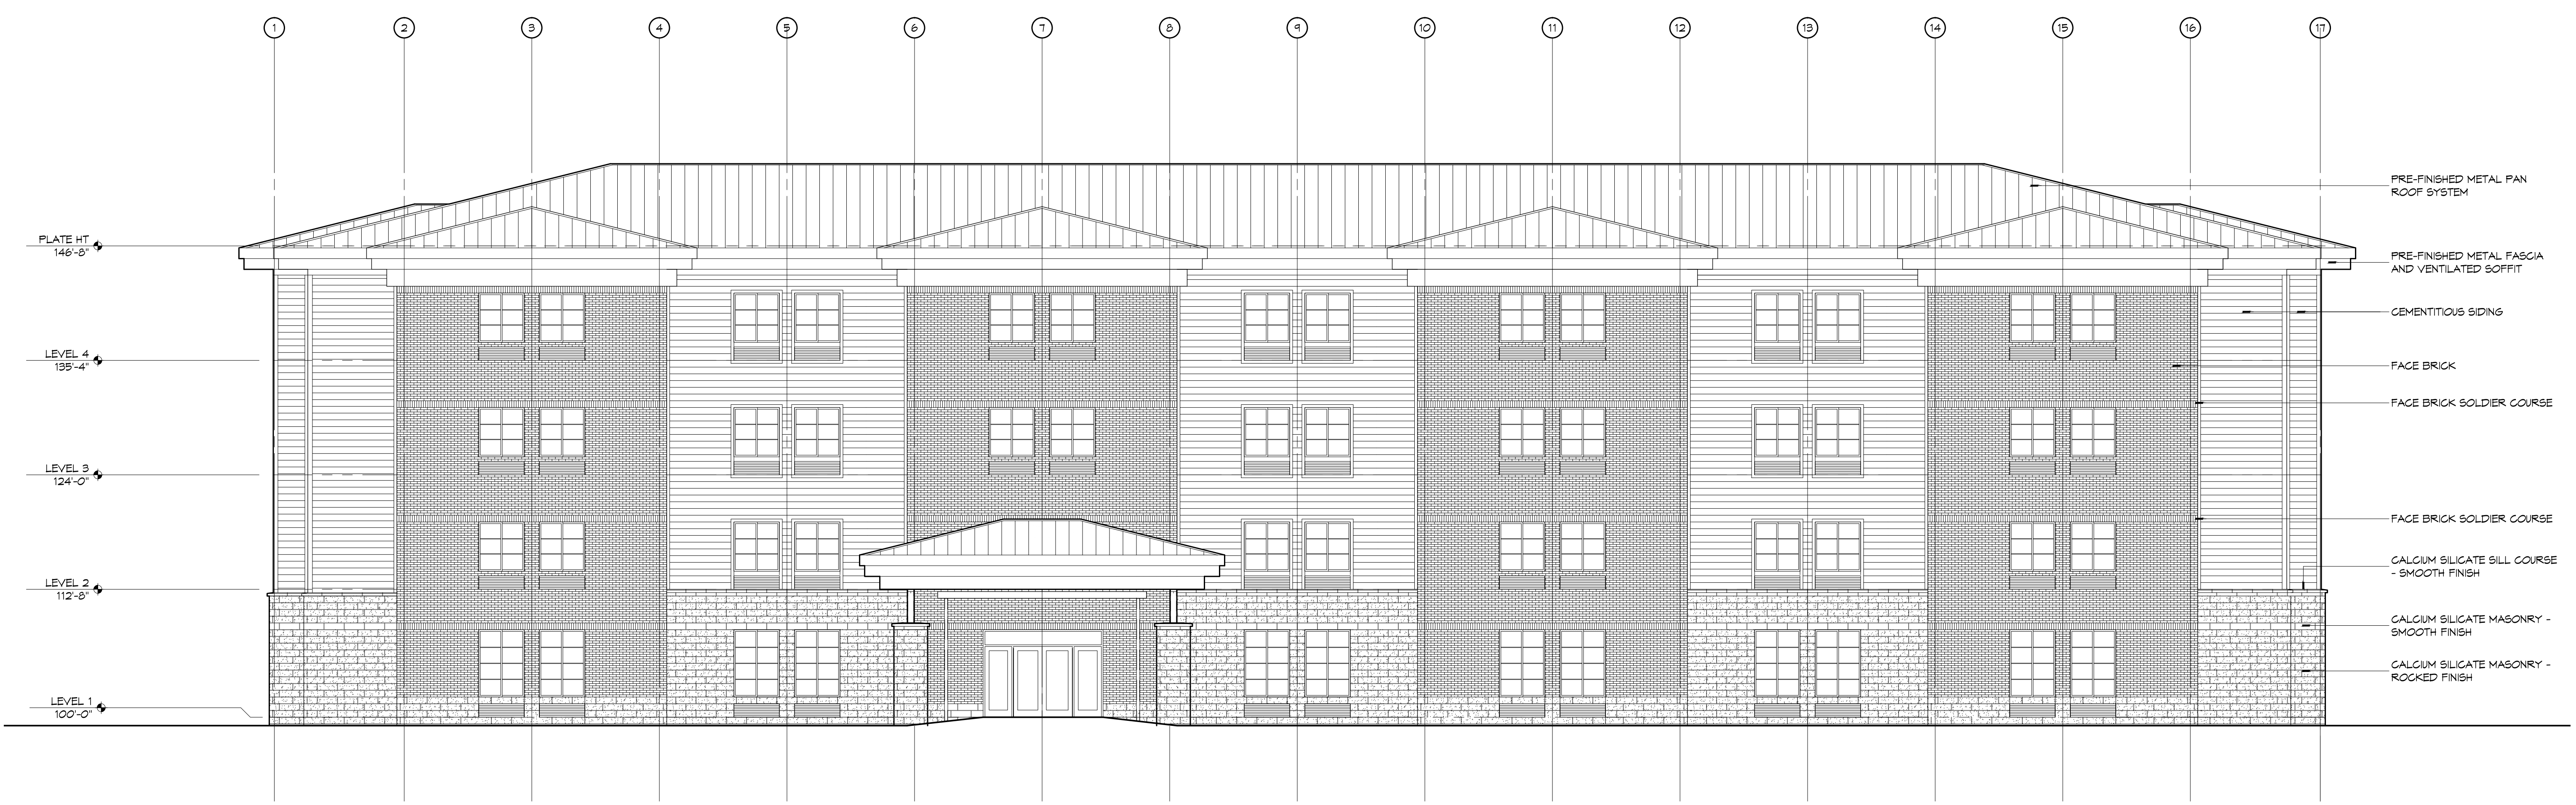 1 2 3 4 5 6 7 8 9 10 11 12 13 14 15 16 17
PRE-FINISHED METAL PAN
ROOF SYSTEM
PLATE HT
146'-8"
PRE-FINISHED METAL FASCIA
AND VENTILATED SOFFIT
CEMENTITIOUS SIDING
LEVEL 4
135'-4"
FACE BRICK
FACE BRICK SOLDIER COURSE
LEVEL 3
124'-0"
FACE BRICK SOLDIER COURSE
CALCIUM SILICATE SILL COURSE
- SMOOTH FINISH
LEVEL 2
112'-8"
CALCIUM SILICATE MASONRY -
SMOOTH FINISH
CALCIUM SILICATE MASONRY -
ROCKED FINISH
LEVEL 1
100'-0"